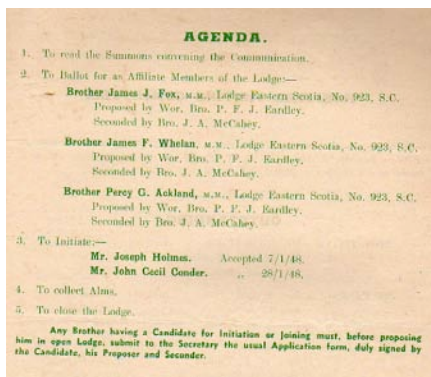 AGENDA.
1. To read the Summons convening the Communication.
2. To Ballot for as Affiliate Members of the Lodge:—
Brother James J. Fox, M.M., Lodge Eastern Scotia, No. 923, S.C.
Proposed by Wor. Bro. P. F. J. Eardley.
Seconded by Bro. J. A. McCahey.
Brother James F. Whelan, M.M., Lodge Eastern Scotia, No. 923, S.C.
Proposed by Wor. Bro. P. F. J. Eardley.
Seconded by Bro. J. A. McCahey.
Brother Percy G. Ackland, M.M., Lodge Eastern Scotia, No. 923, S.C.
Proposed by Wor. Bro. P. F. J. Eardley.
Seconded by Bro. J. A. McCahey.
3. To Initiate:—
Mr. Joseph Holmes. Accepted 7/1/48.
Mr. John Cecil Conder. ,, 28/1/48.
4. To collect Alms.
5. To close the Lodge.
Any Brother having a Candidate for Initiation or Joining must, before proposing
him in open Lodge, submit to the Secretary the usual Application form, duly signed by
the Candidate, his Proposer and Seconder.